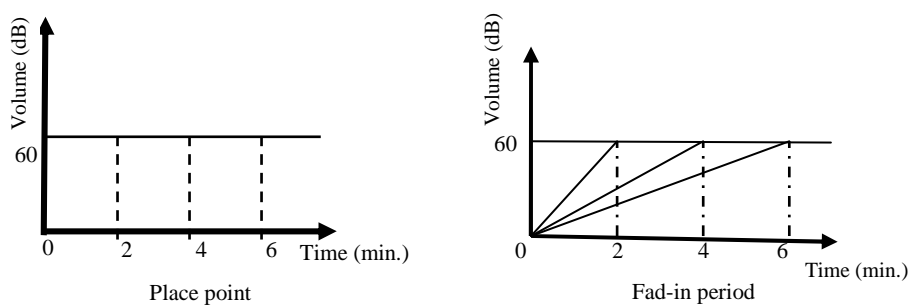 Volume (dB)
60
0
2
4
6
Time (min.)
Place point
Volume (dB)
60
0
2
4
6
Time (min.)
Fad-in period